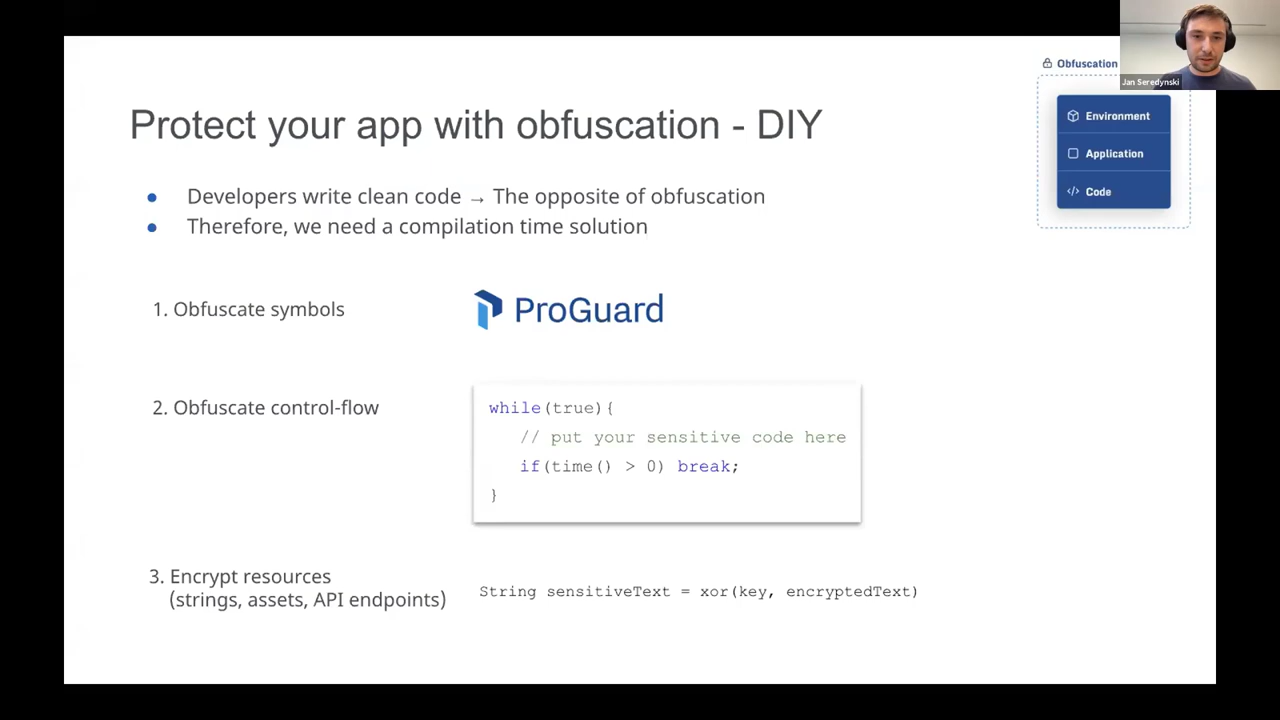 Jan Seredynski
Obfuscation
Environment
Application
Code
Protect your app with obfuscation - DIY
• Developers write clean code → The opposite of obfuscation
• Therefore, we need a compilation time solution
1. Obfuscate symbols
ProGuard
2. Obfuscate control-flow
while(true){
// put your sensitive code here
if(time() > 0) break;
}
3. Encrypt resources
(strings, assets, API endpoints)
String sensitiveText = xor(key, encryptedText)